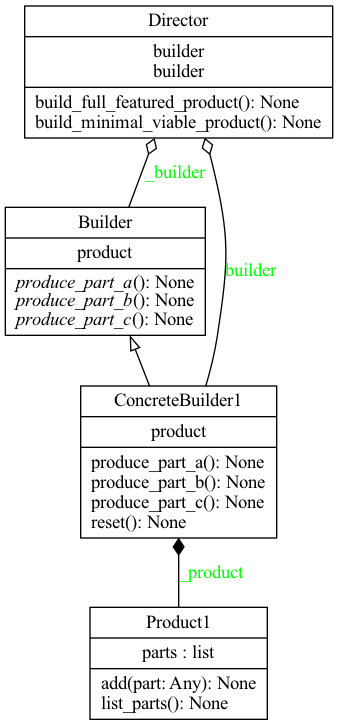 Director
builder
builder
build_full_featured_product(): None
build_minimal_viable_product(): None
_builder
Builder
product
produce_part_a(): None
produce_part_b(): None
produce_part_c(): None
builder
ConcreteBuilder1
product
produce_part_a(): None
produce_part_b(): None
produce_part_c(): None
reset(): None
_product
Product1
parts : list
add(part: Any): None
list_parts(): None